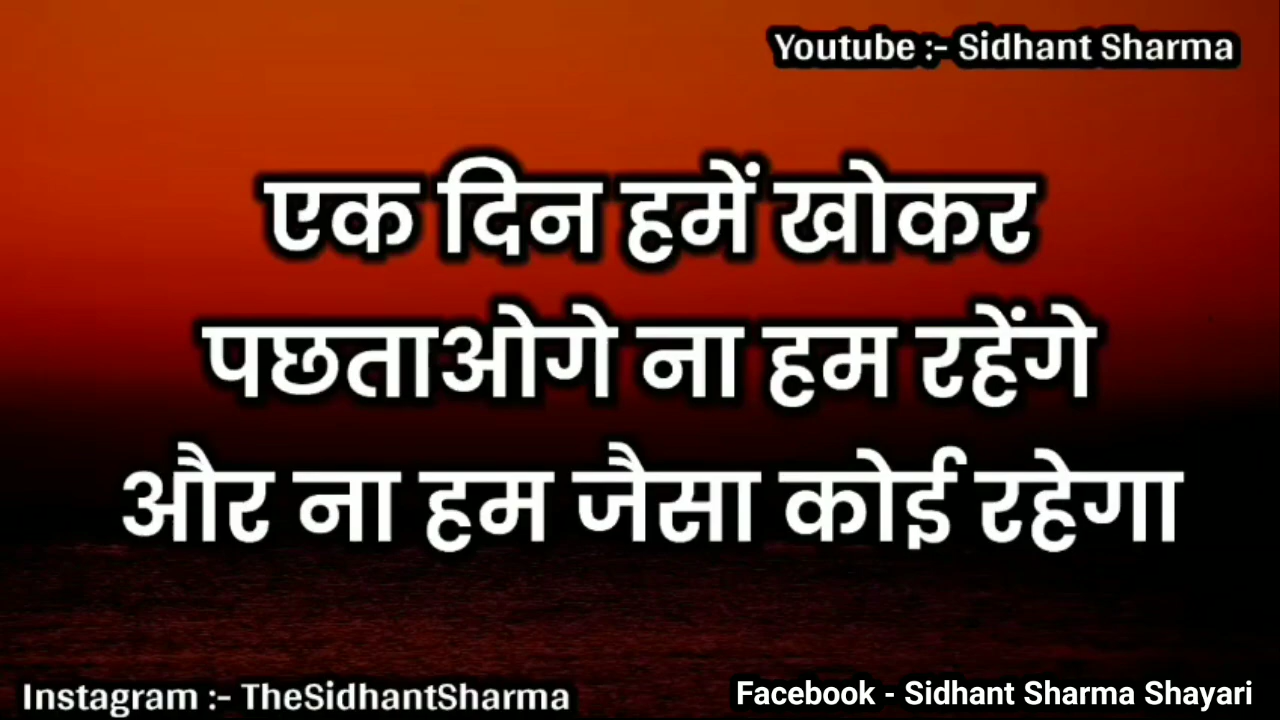 Youtube :- Sidhant Sharma
एक दिन हमें खोकर
पछताओगे ना हम रहेंगे
और ना हम जैसा कोई रहेगा
Instagram :- TheSidhantSharma
Facebook - Sidhant Sharma Shayari